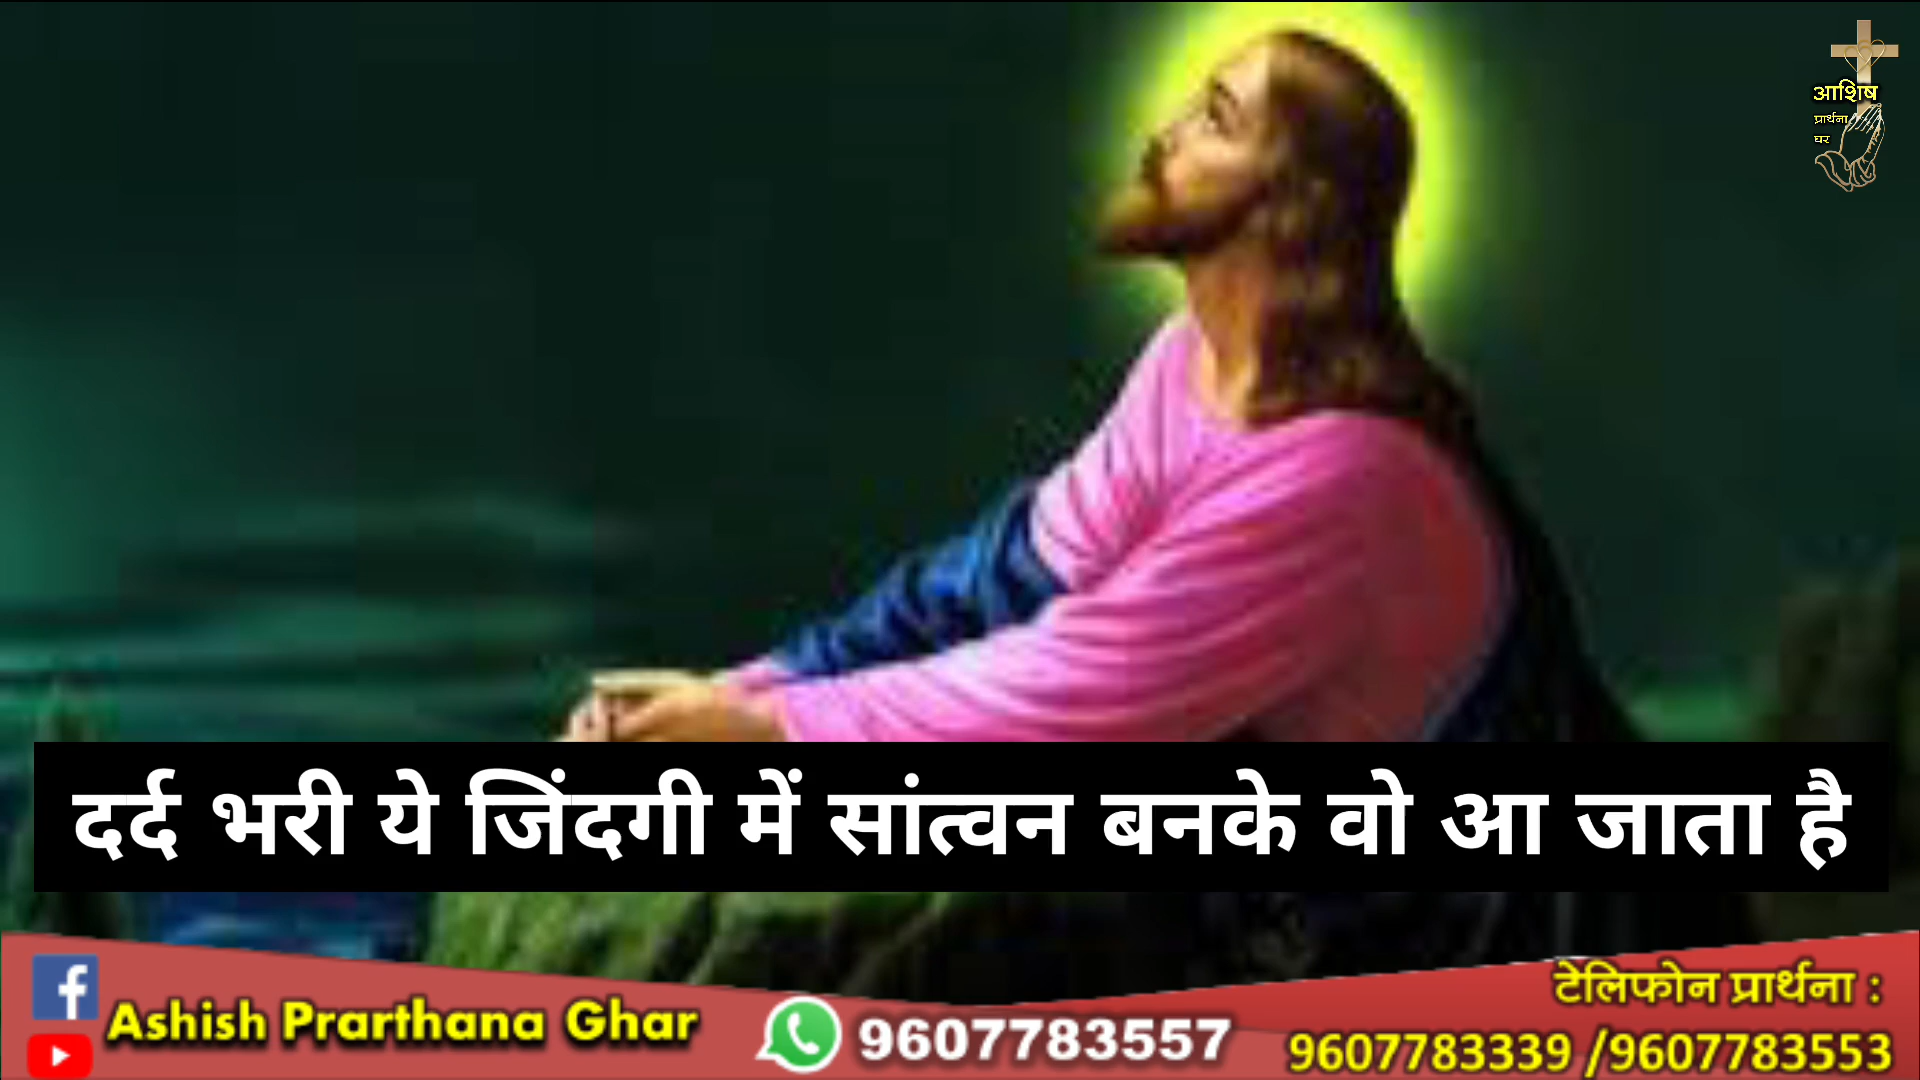 आशिष
प्रार्थना
घर
दर्द भरी ये जिंदगी में सांत्वन बनके वो आ जाता है
Ashish Prarthana Ghar
9607783557
टेलिफोन प्रार्थना :
9607783339 /9607783553